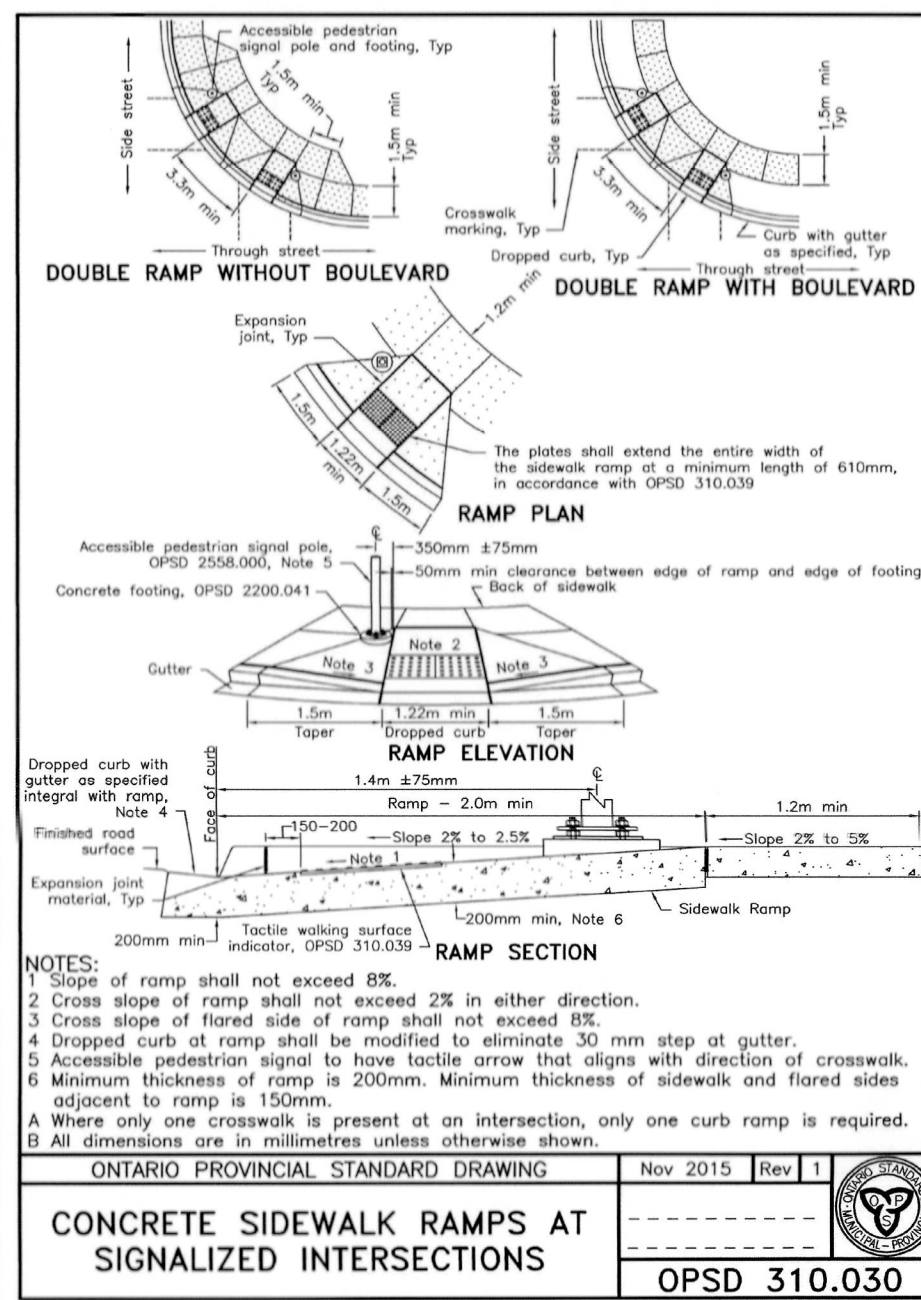 Accessible pedestrian
signal pole and footing, Typ
1.5m min
Typ
Side street
1.5m min
Typ
3.3m min
Through street
DOUBLE RAMP WITHOUT BOULEVARD
Side street
1.5m min
Typ
3.3m min
Crosswalk
marking, Typ
Dropped curb, Typ
Curb with gutter
as specified, Typ
Through street
DOUBLE RAMP WITH BOULEVARD
1.2m min
Expansion
joint, Typ
1.5m
1.22m
min
1.5m
The plates shall extend the entire width of
the sidewalk ramp at a minimum length of 610mm,
in accordance with OPSD 310.039
RAMP PLAN
Accessible pedestrian signal pole,
OPSD 2558.000, Note 5
350mm ±75mm
50mm min clearance between edge of ramp and edge of footing
Concrete footing, OPSD 2200.041
Back of sidewalk
Note 2
Note 3
Note 3
Gutter
1.5m
Taper
1.22m min
Dropped curb
1.5m
Taper
RAMP ELEVATION
Dropped curb with
gutter as specified
integral with ramp,
Note 4
Face of curb
1.4m ±75mm
Ramp - 2.0m min
1.2m min
Finished road
surface
150-200
Slope 2% to 2.5%
Slope 2% to 5%
Note 1
Expansion joint
material, Typ
200mm min, Note 6
Sidewalk Ramp
200mm min
Tactile walking surface
indicator, OPSD 310.039
RAMP SECTION
NOTES:
1 Slope of ramp shall not exceed 8%.
2 Cross slope of ramp shall not exceed 2% in either direction.
3 Cross slope of flared side of ramp shall not exceed 8%.
4 Dropped curb at ramp shall be modified to eliminate 30 mm step at gutter.
5 Accessible pedestrian signal to have tactile arrow that aligns with direction of crosswalk.
6 Minimum thickness of ramp is 200mm. Minimum thickness of sidewalk and flared sides
adjacent to ramp is 150mm.
A Where only one crosswalk is present at an intersection, only one curb ramp is required.
B All dimensions are in millimetres unless otherwise shown.
ONTARIO PROVINCIAL STANDARD DRAWING
Nov 2015 Rev 1
CONCRETE SIDEWALK RAMPS AT
SIGNALIZED INTERSECTIONS
OPS
OPSD 310.030